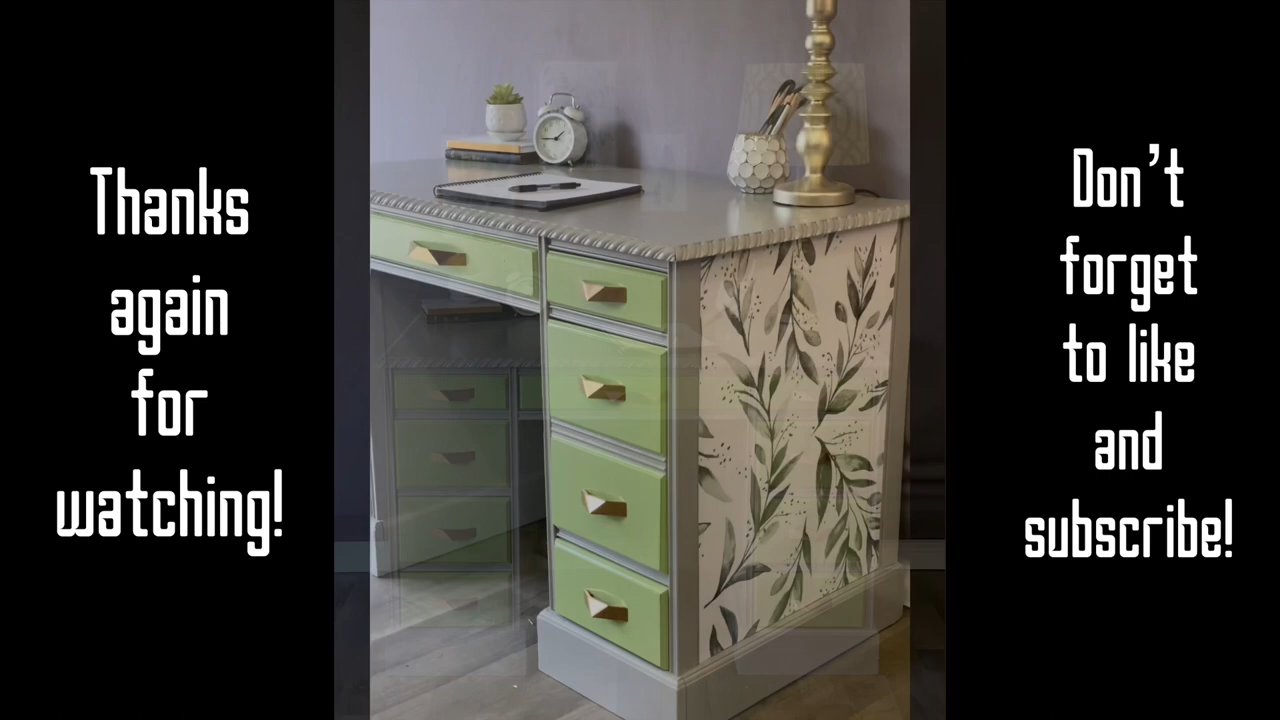 Thanks
again
for
watching!
Don't
forget
to like
and
subscribe!